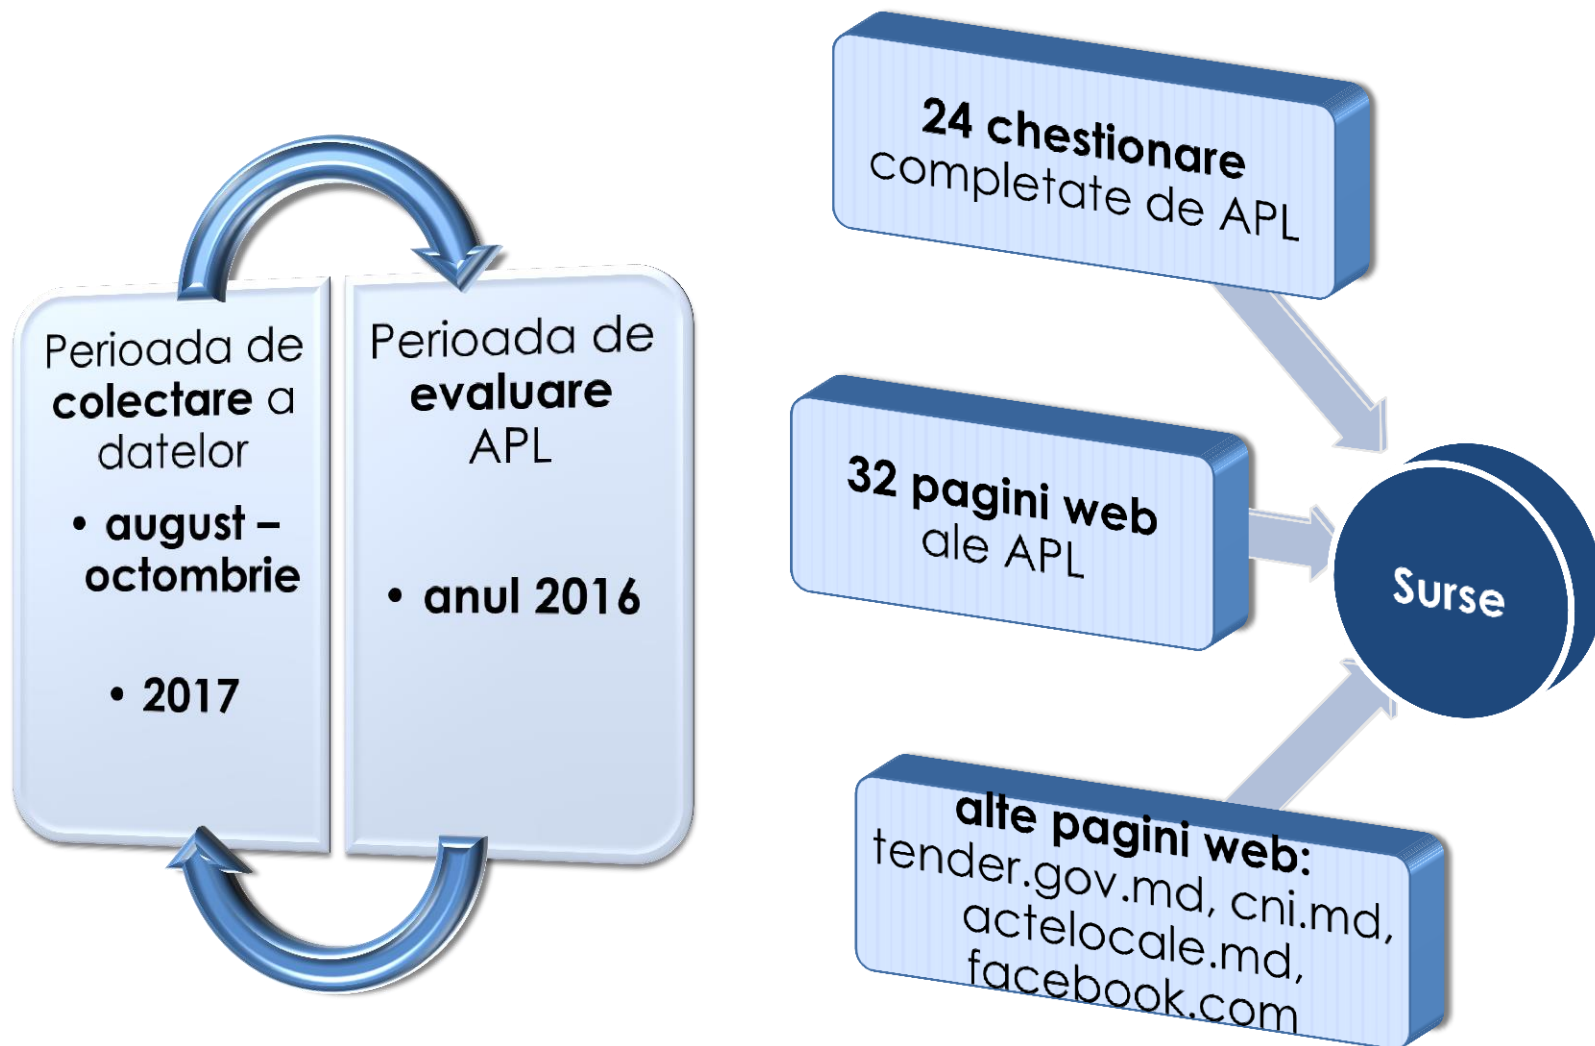 Perioada de
colectare a
datelor
• august –
octombrie
• 2017
Perioada de
evaluare
APL
• anul 2016
24 chestionare
completate de APL
32 pagini web
ale APL
alte pagini web:
tender.gov.md, cni.md,
actelocale.md,
facebook.com
Surse